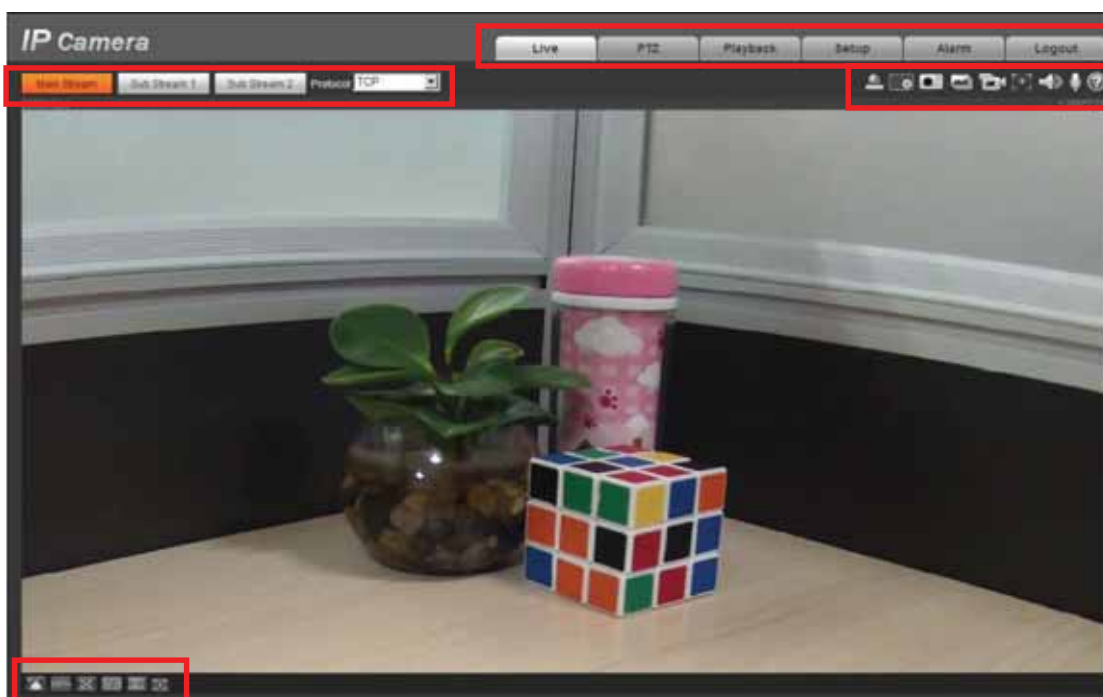 IP Camera
Live PTZ Playback Setup Alarm Logout
Main Stream Sub Stream 1 Sub Stream 2 Protocol TCP